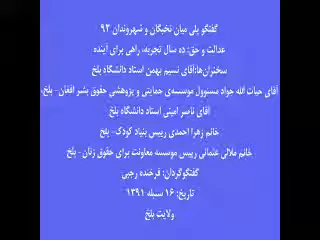 گفتگو پلی میان نخبگان و شهروندان ۹۳
عدالت و حق: ده سال تجربه، راهی برای آینده
سخنران‌ها:آقای نسیم بهمن استاد دانشگاه بلخ
آقای حیات الله جواد مسوول موسسه‌ی حمایتی و پژوهشی حقوق بشر افغان- بلخ،
آقای ناصر امینی استاد دانشگاه بلخ
خانم زهرا احمدی رییس بنیاد کودک- بلخ
خانم ملالی عثمانی رییس موسسه معاونت برای حقوق زنان- بلخ
گفتگوگردان: فرخنده رجبی
تاریخ: ۱۶ سنبله ۱۳۹۱
ولایت بلخ